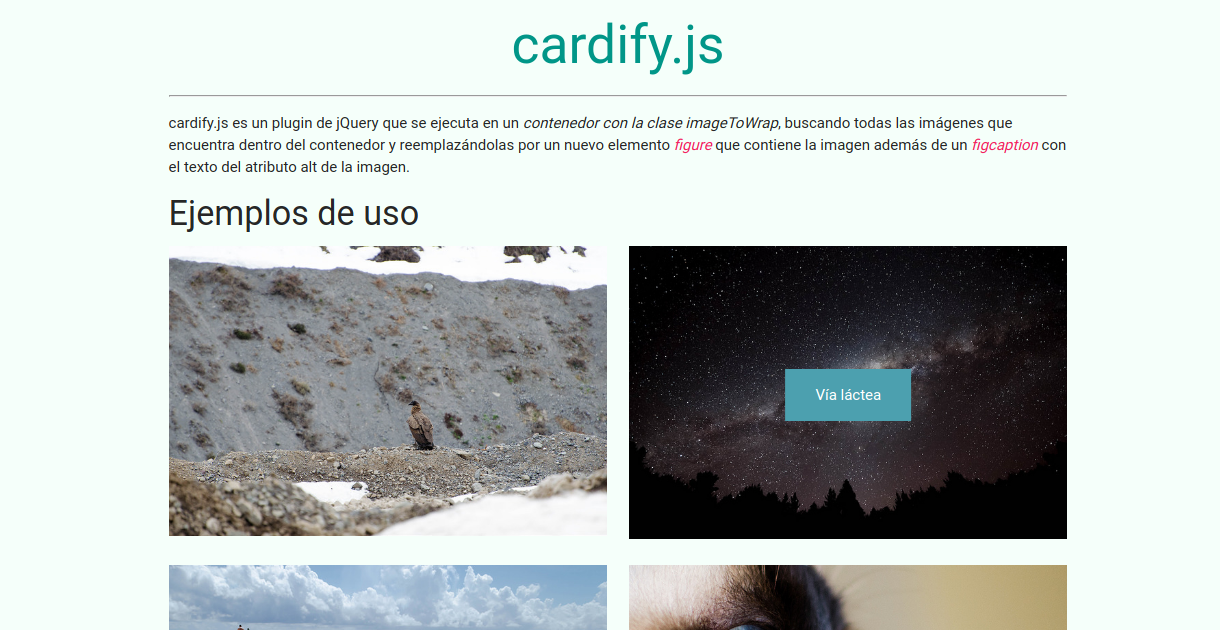 cardify.js
cardify.js es un plugin de jQuery que se ejecuta en un contenedor con la clase imageToWrap, buscando todas las imágenes que
encuentra dentro del contenedor y reemplazándolas por un nuevo elemento figure que contiene la imagen además de un figcaption con
el texto del atributo alt de la imagen.
Ejemplos de uso
Vía láctea